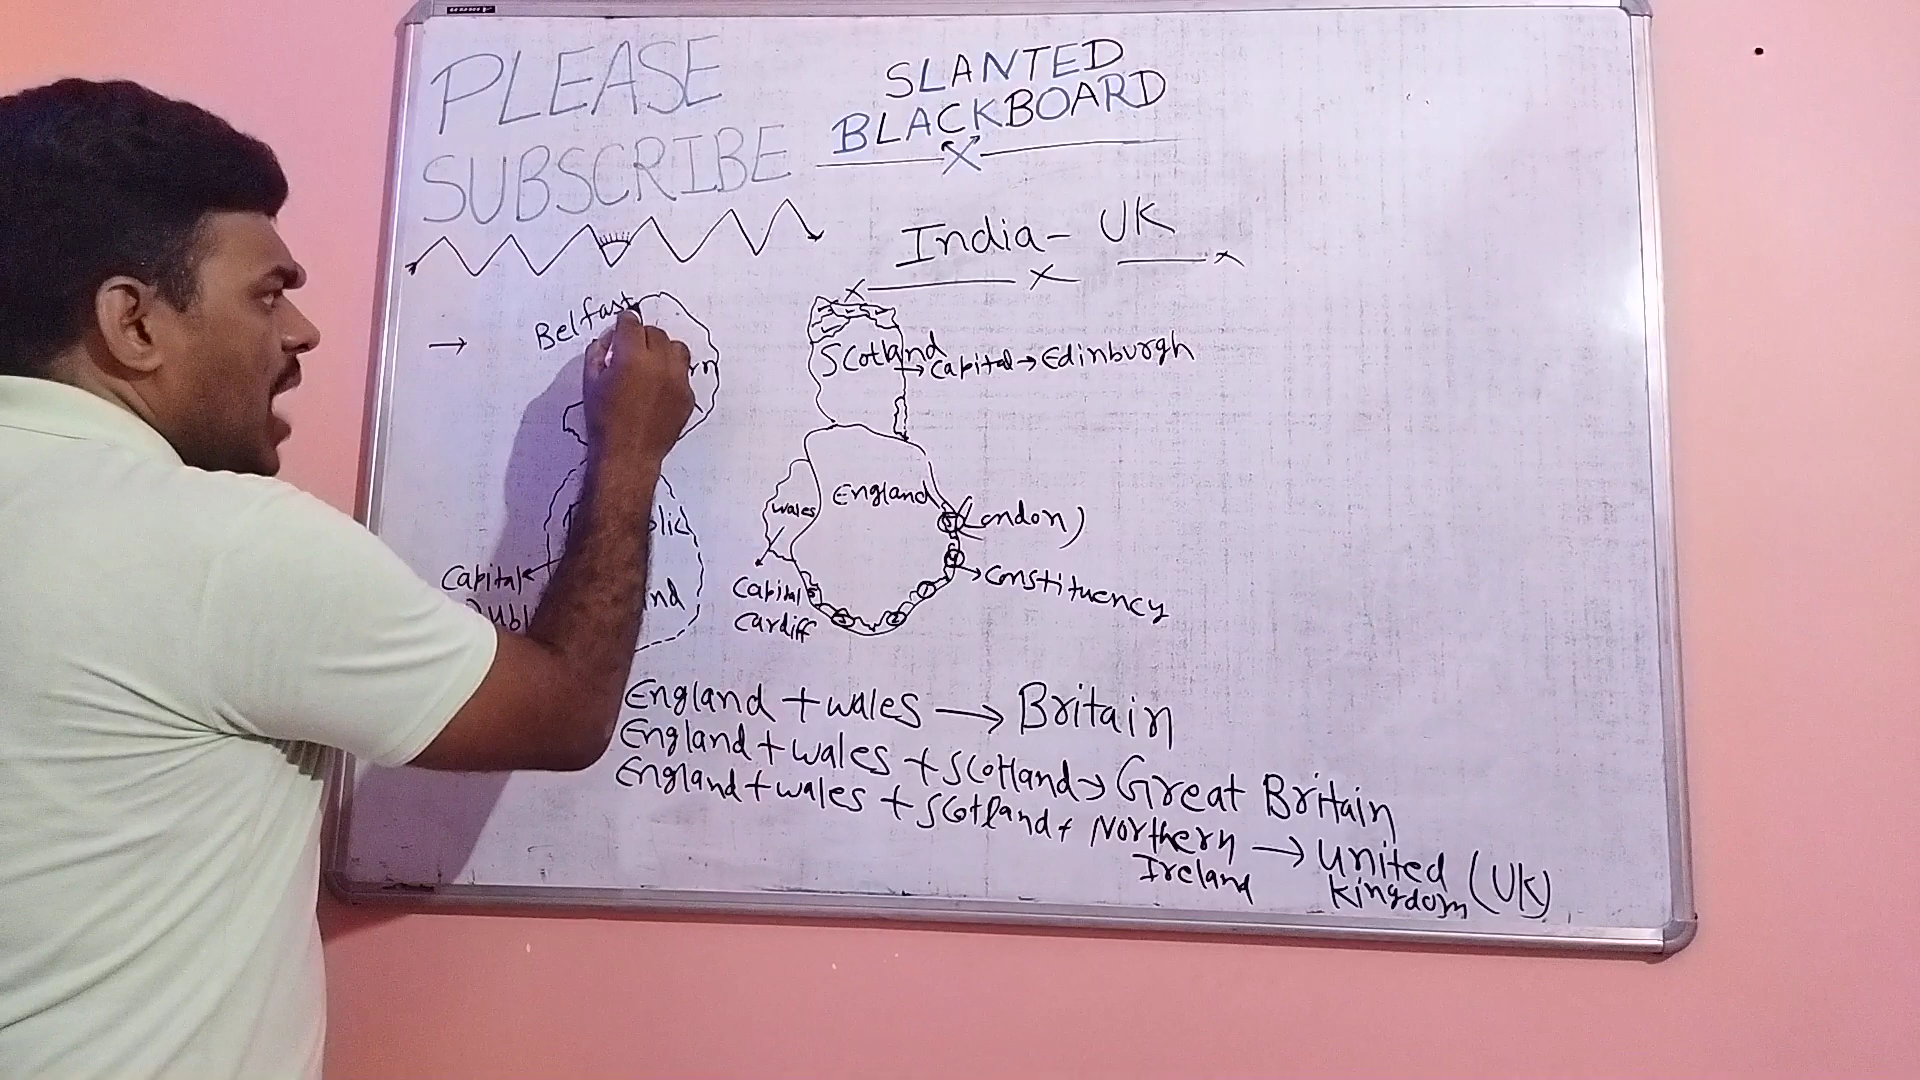 PLEASE
SUBSCRIBE
SLANTED
BLACKBOARD
India - UK
Belfast
Scotland
Capital → Edinburgh
England
Wales
(London)
Constituency
Capital
Cardiff
Capital
England + Wales → Britain
England + Wales + Scotland → Great Britain
England + Wales + Scotland + Northern Ireland → United Kingdom (UK)